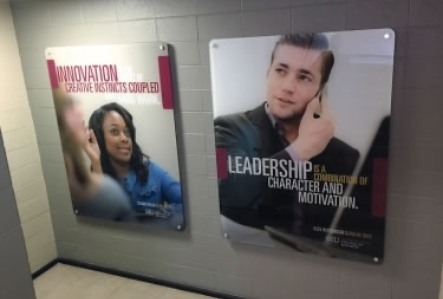 INNOVATION
CREATIVE INSTINCTS COUPLED
LEADERSHIP IS A
COMBINATION OF
CHARACTER AND
MOTIVATION.